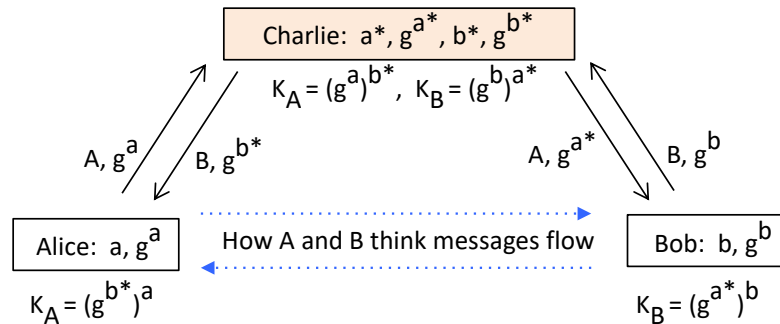 Charlie: a*, g^a*, b*, g^b*
K_A = (g^a)^b*, K_B = (g^b)^a*
A, g^a
B, g^b*
A, g^a*
B, g^b
Alice: a, g^a
How A and B think messages flow
Bob: b, g^b
K_A = (g^b*)^a
K_B = (g^a*)^b